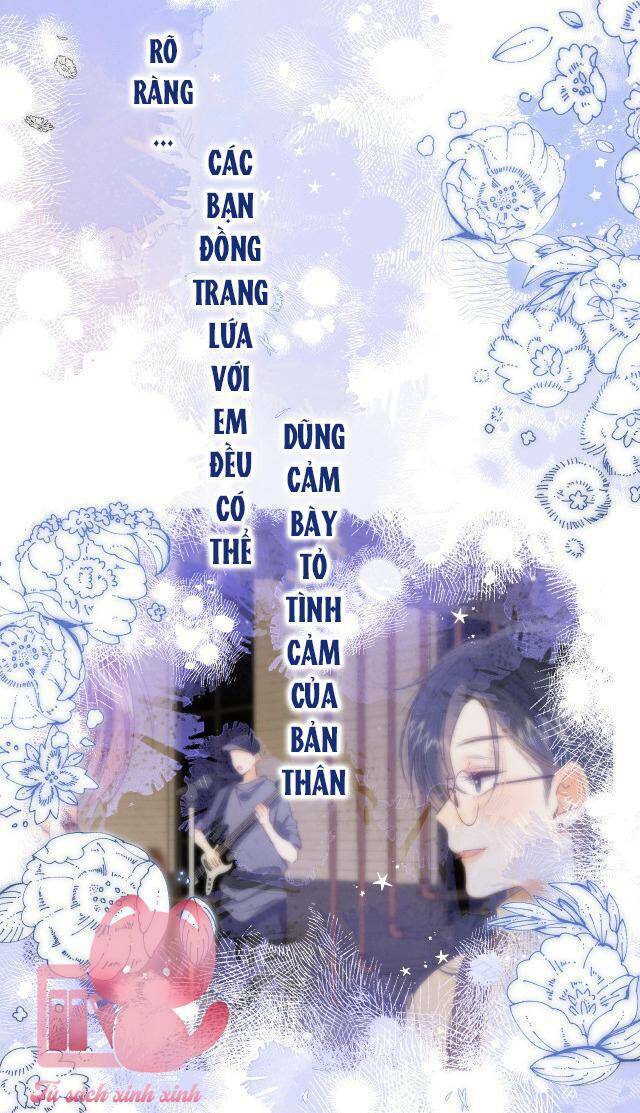 RÕ
RÀNG
...
CÁC
BẠN
ĐỒNG
TRANG
LỨA
VỚI
EM
ĐỀU
CÓ
THỂ
DŨNG
CẢM
BÀY
TỎ
TÌNH
CẢM
CỦA
BẢN
THÂN
Tủ sách xinh xinh